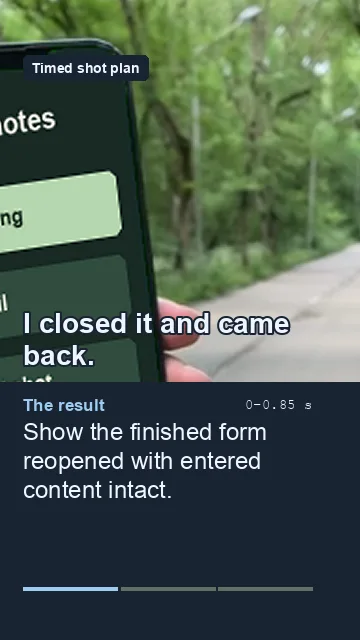 Timed shot plan
notes
ng
I closed it and came
back.
The result
0–0.85 s
Show the finished form
reopened with entered
content intact.